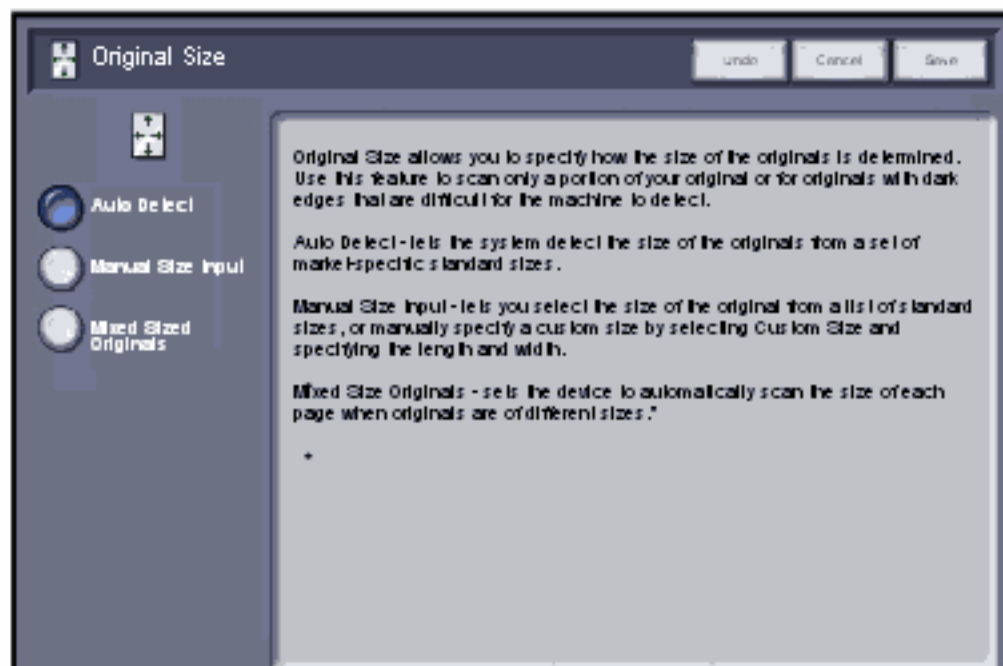 Original Size
Undo Cancel Save
Original Size allows you to specify how the size of the originals is determined.
Use this feature to scan only a portion of your original or for originals with dark
edges that are difficult for the machine to detect.
Auto Detect
Auto Detect - lets the system detect the size of the originals from a set of
market-specific standard sizes.
Manual Size Input
Manual Size Input - lets you select the size of the original from a list of standard
sizes, or manually specify a custom size by selecting Custom Size and
specifying the length and width.
Mixed Sized
Originals
Mixed Size Originals - sets the device to automatically scan the size of each
page when originals are of different sizes."